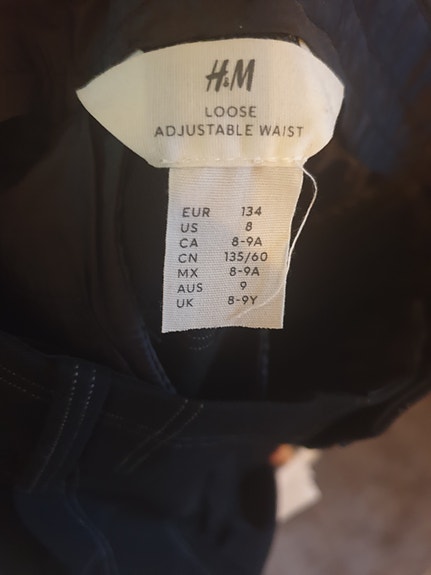 H&M
LOOSE
ADJUSTABLE WAIST
EUR 134
US 8
CA 8-9A
CN 135/60
MX 8-9A
AUS 9
UK 8-9Y